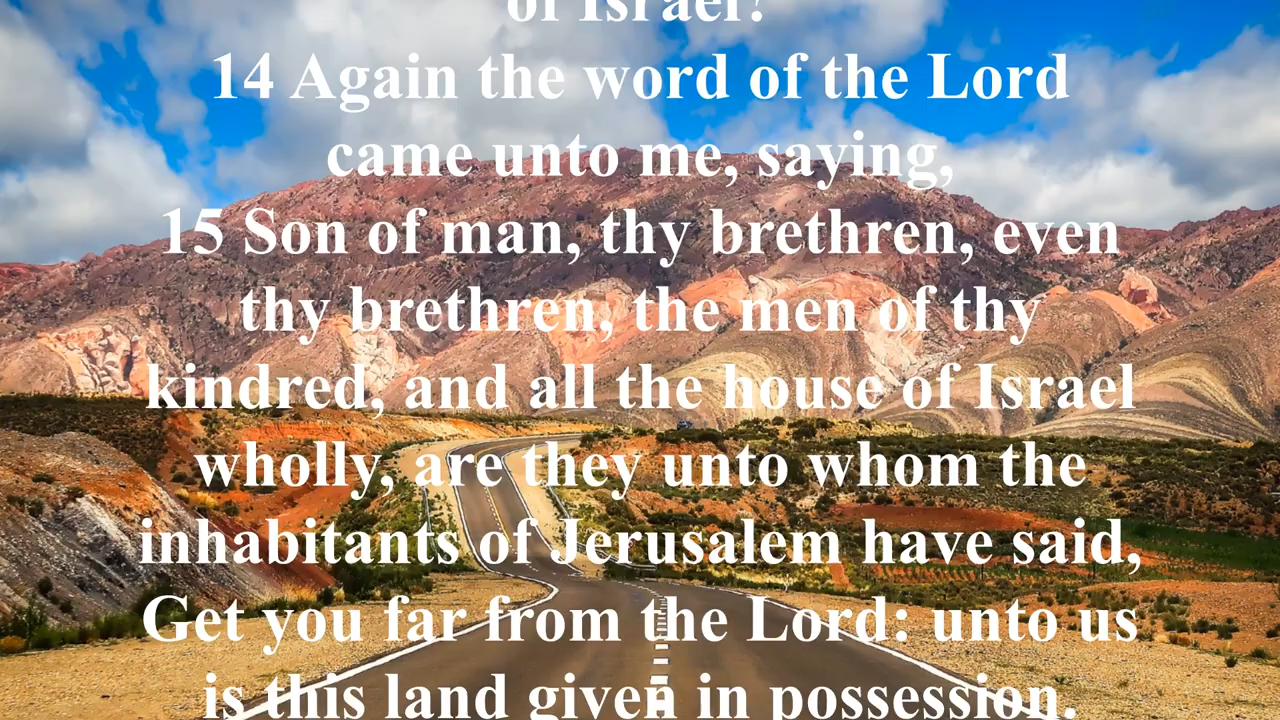 of Israel?
14 Again the word of the Lord
came unto me, saying,
15 Son of man, thy brethren, even
thy brethren, the men of thy
kindred, and all the house of Israel
wholly, are they unto whom the
inhabitants of Jerusalem have said,
Get you far from the Lord: unto us
is this land given in possession.